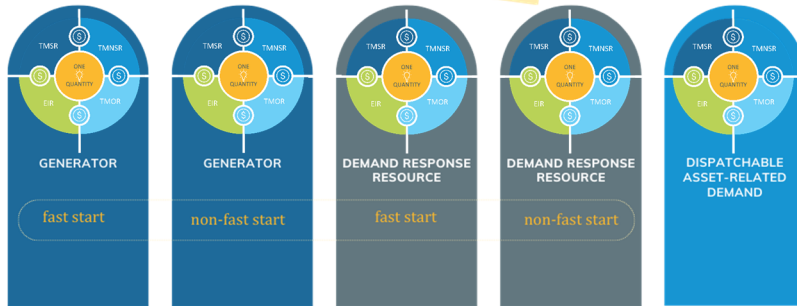 TMSR
TMNSR
ONE
QUANTITY
EIR
TMOR
GENERATOR
fast start
TMSR
TMNSR
ONE
QUANTITY
EIR
TMOR
GENERATOR
non-fast start
TMSR
TMNSR
ONE
QUANTITY
EIR
TMOR
DEMAND RESPONSE
RESOURCE
fast start
TMSR
TMNSR
ONE
QUANTITY
EIR
TMOR
DEMAND RESPONSE
RESOURCE
non-fast start
TMSR
TMNSR
ONE
QUANTITY
EIR
TMOR
DISPATCHABLE
ASSET-RELATED
DEMAND